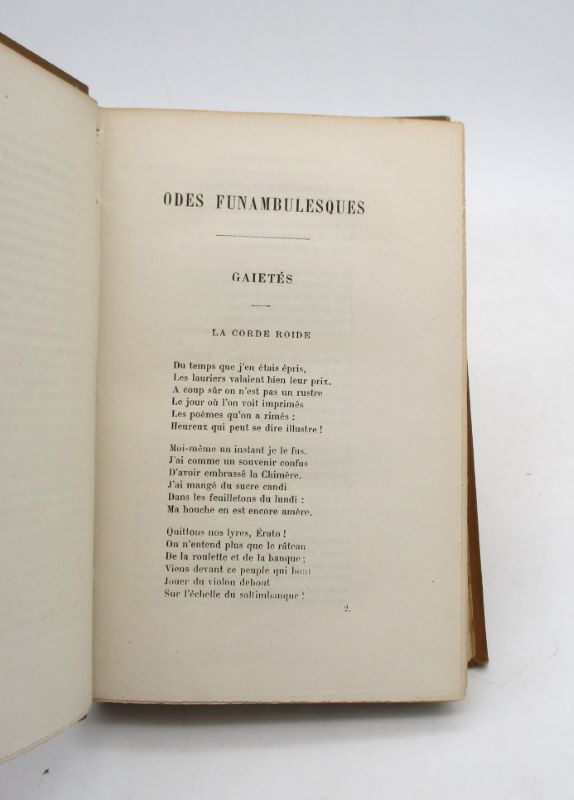 ODES FUNAMBULESQUES
GAIETÉS
LA CORDE ROIDE
Du temps que j'en étais épris,
Les lauriers valaient bien leur prix.
A coup sûr on n'est pas un rustre
Le jour où l'on voit imprimés
Les poèmes qu'on a rimés :
Heureux qui peut se dire illustre !
Moi-même un instant je le fus.
J'ai comme un souvenir confus
D'avoir embrassé la Chimère.
J'ai mangé du sucre candi
Dans les feuilletons du lundi :
Ma bouche en est encore amère.
Quittons nos lyres, Érato !
On n'entend plus que le râteau
De la roulette et de la banque ;
Viens devant ce peuple qui bout
Jouer du violon debout
Sur l'échelle du saltimbanque !
2.